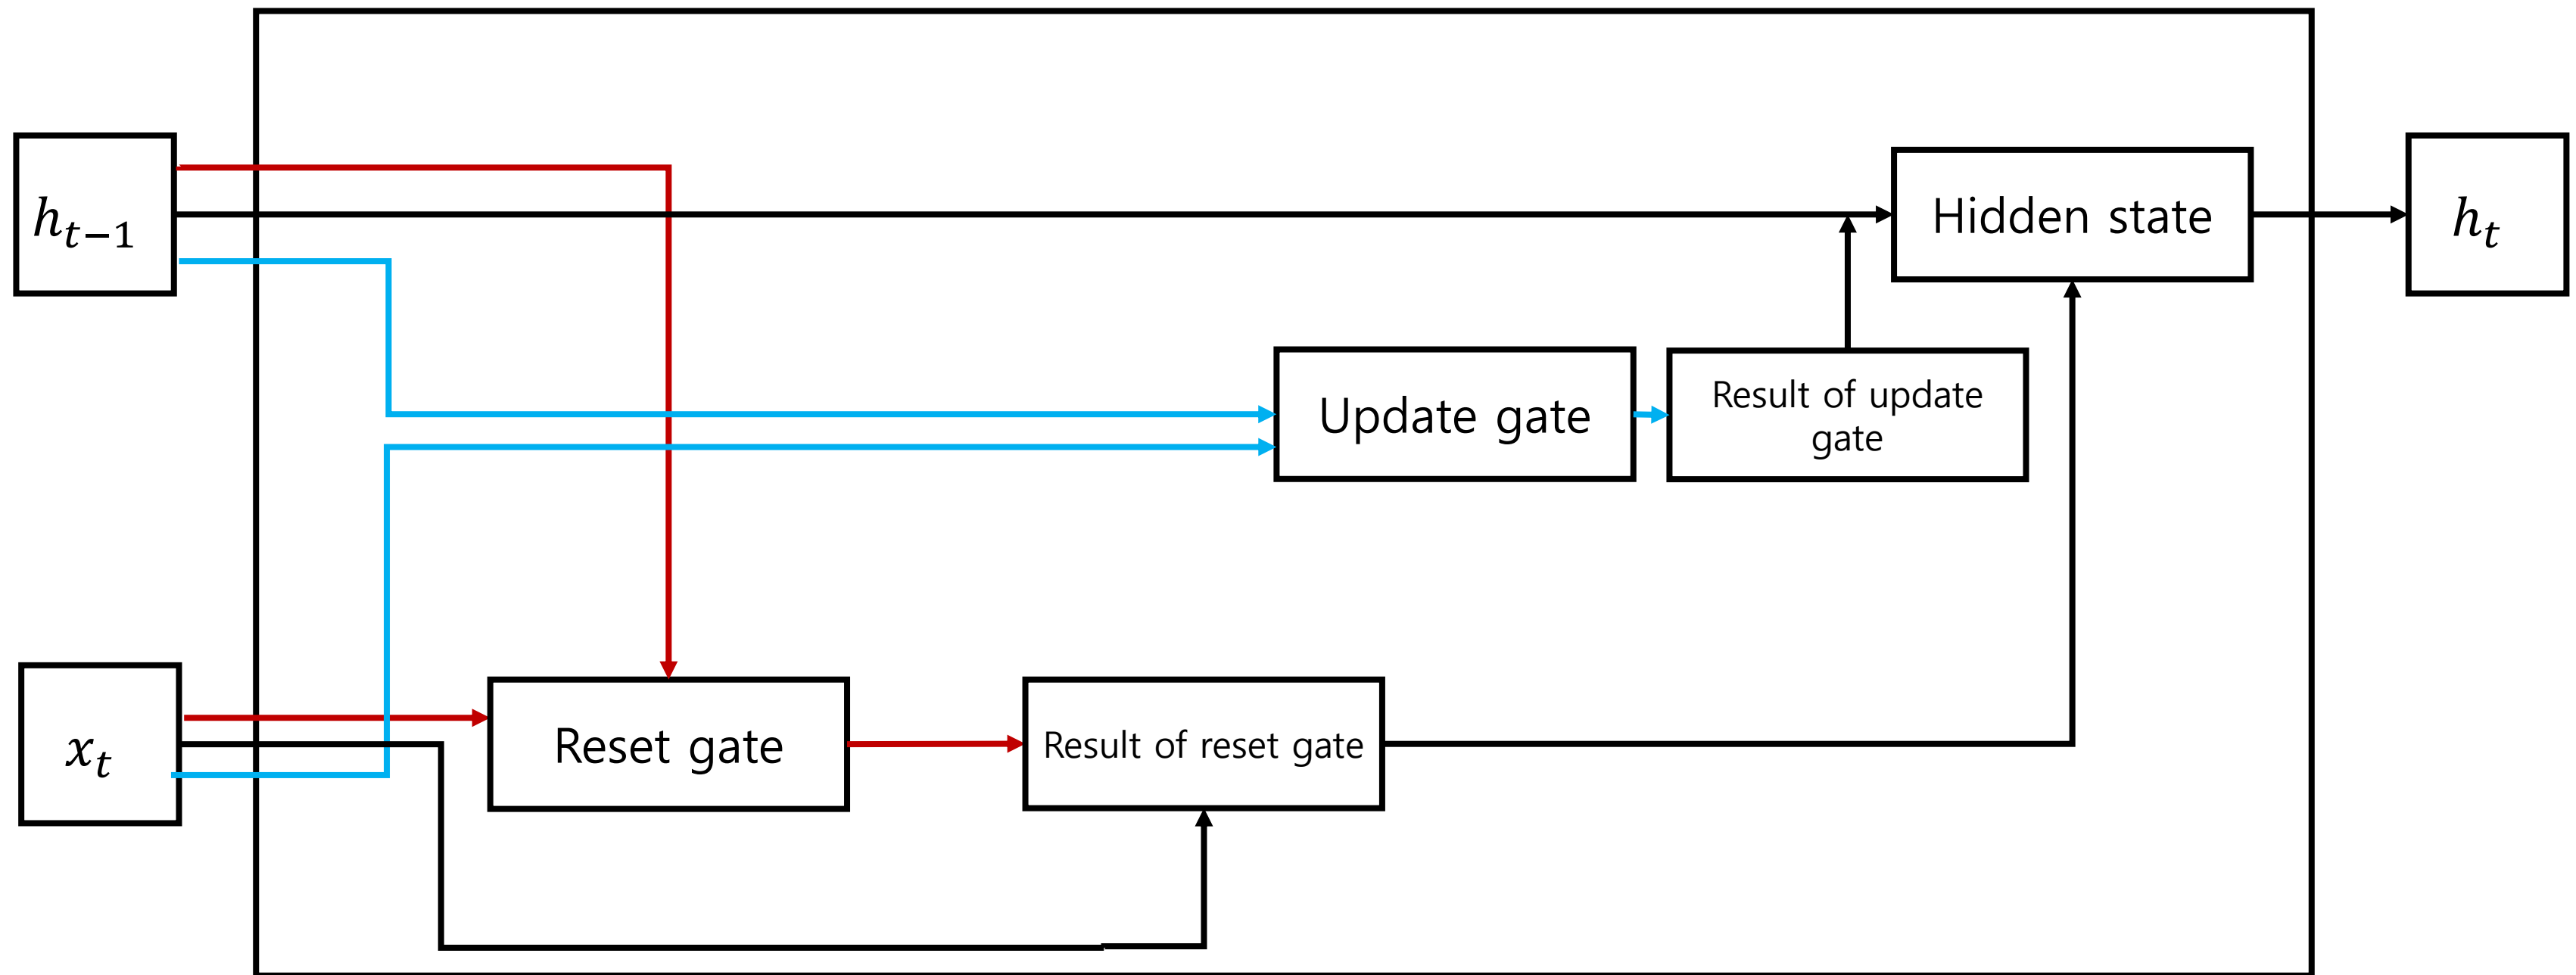 h_{t-1}
Hidden state
h_t
Update gate
Result of update
gate
x_t
Reset gate
Result of reset gate